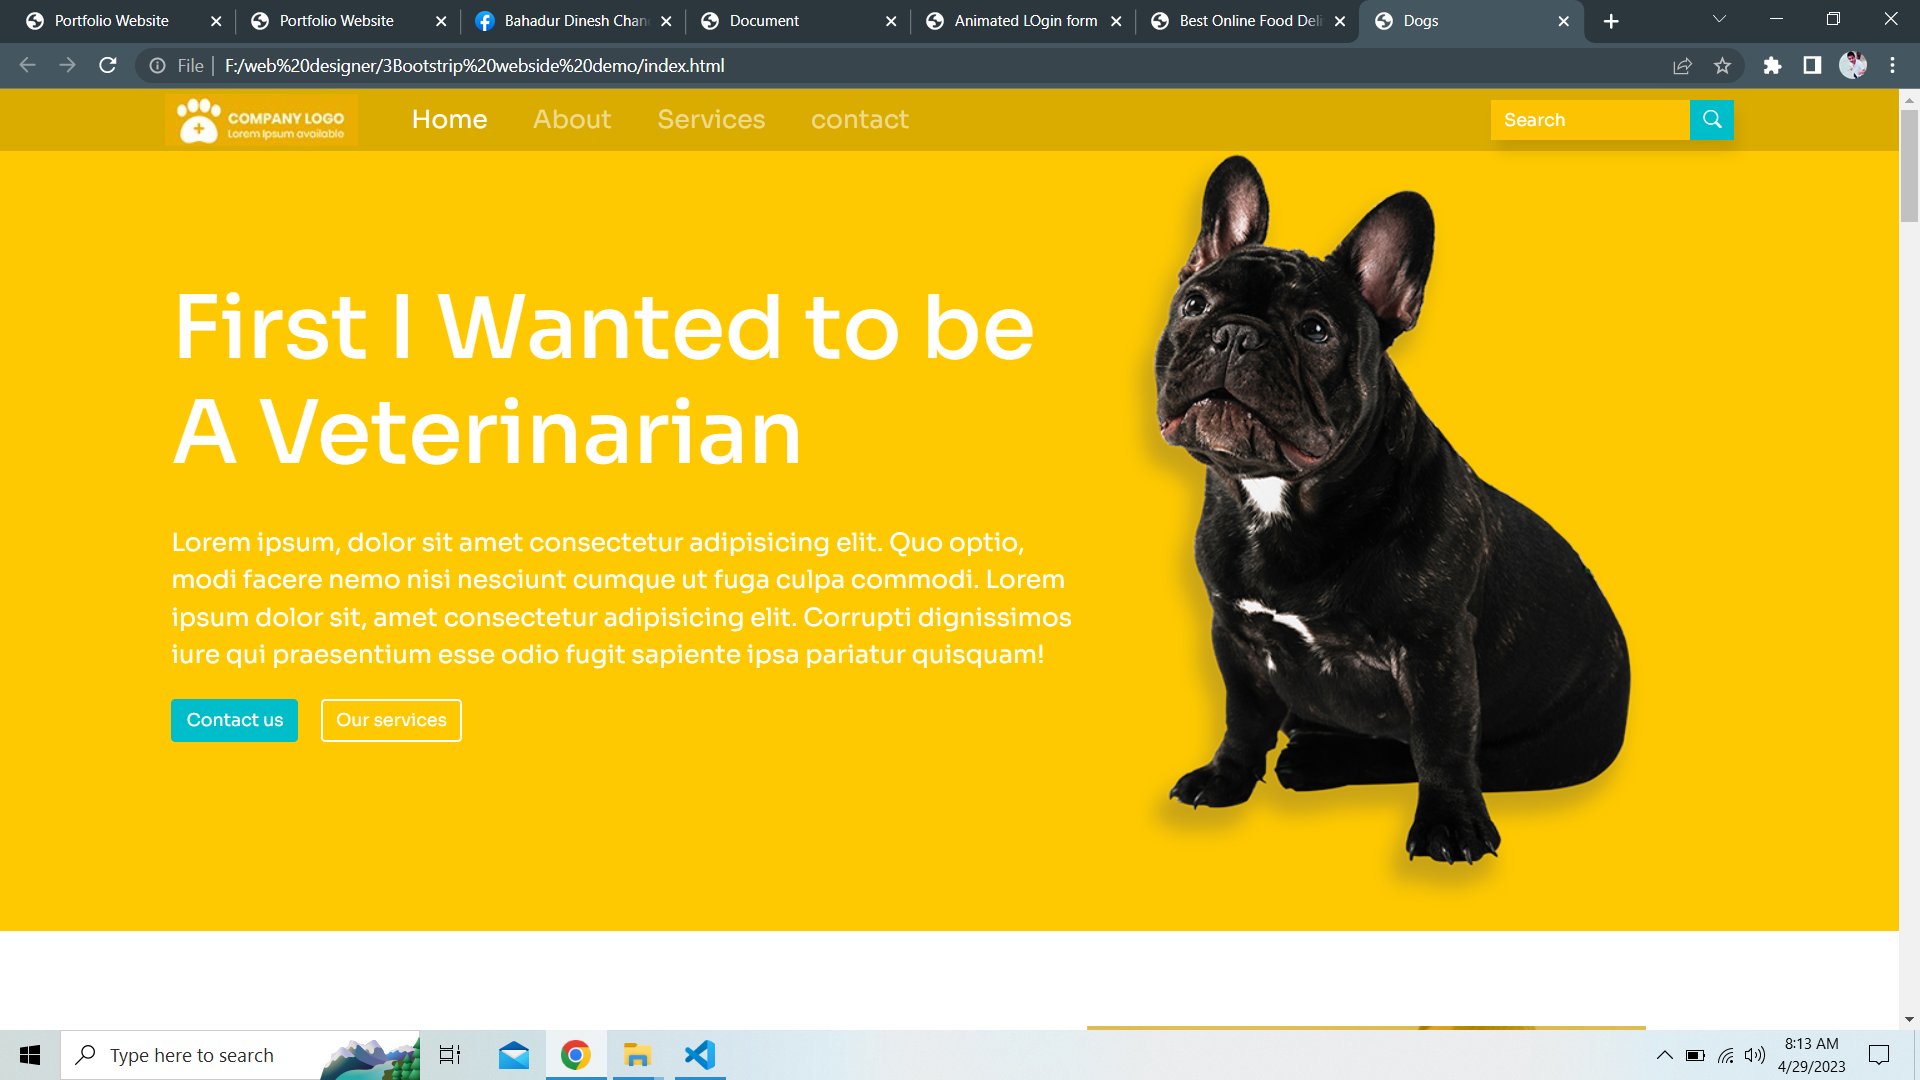 Portfolio Website
Portfolio Website
Bahadur Dinesh Chan
Document
Animated LOgin form
Best Online Food Deli
Dogs
File
F:/web%20designer/3Bootstrip%20webside%20demo/index.html
COMPANY LOGO
Lorem Ipsum available
Home
About
Services
contact
Search
First I Wanted to be
A Veterinarian
Lorem ipsum, dolor sit amet consectetur adipisicing elit. Quo optio,
modi facere nemo nisi nesciunt cumque ut fuga culpa commodi. Lorem
ipsum dolor sit, amet consectetur adipisicing elit. Corrupti dignissimos
iure qui praesentium esse odio fugit sapiente ipsa pariatur quisquam!
Contact us
Our services
Type here to search
8:13 AM
4/29/2023